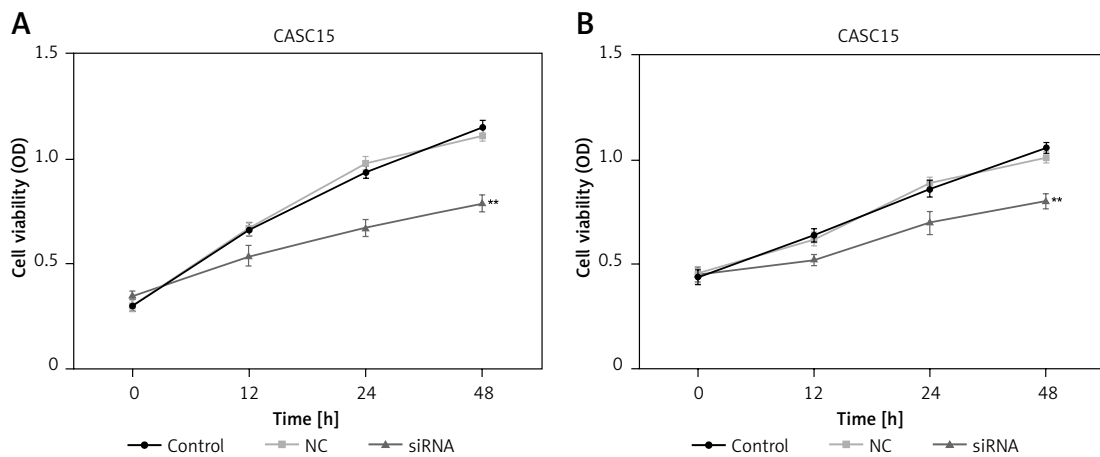 A
CASC15
1.5
1.0
0.5
0
Cell viability (OD)
**
0 12 24 48
Time [h]
Control NC siRNA
B
CASC15
1.5
1.0
0.5
0
Cell viability (OD)
**
0 12 24 48
Time [h]
Control NC siRNA